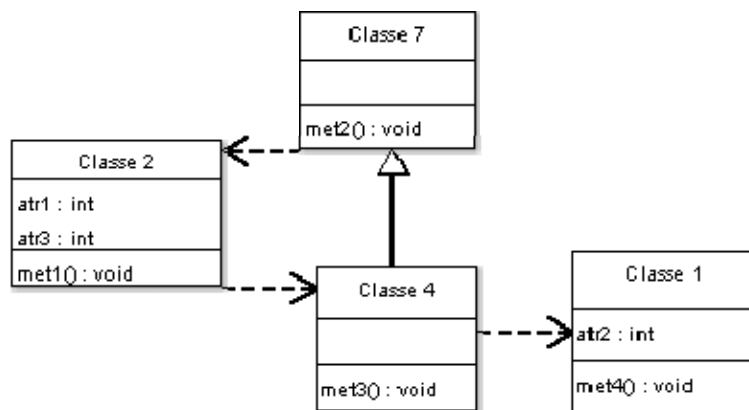 Classe 7
met2() : void
Classe 2
atr1 : int
atr3 : int
met1() : void
Classe 4
met3() : void
Classe 1
atr2 : int
met4() : void